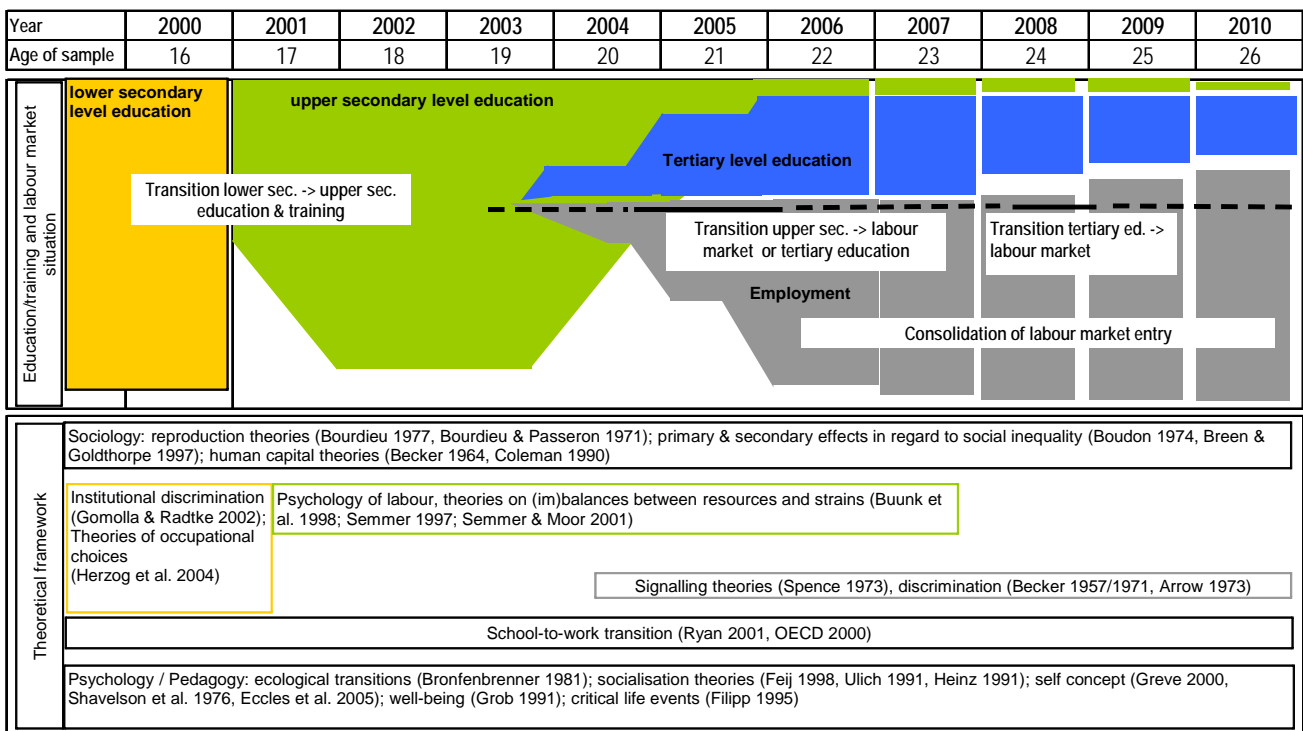 Year 2000 2001 2002 2003 2004 2005 2006 2007 2008 2009 2010
Age of sample 16 17 18 19 20 21 22 23 24 25 26
Education/training and labour market
situation
lower secondary
level education
upper secondary level education
Tertiary level education
Transition lower sec. -> upper sec.
education & training
Transition upper sec. -> labour
market or tertiary education
Transition tertiary ed. ->
labour market
Employment
Consolidation of labour market entry
Theoretical framework
Sociology: reproduction theories (Bourdieu 1977, Bourdieu & Passeron 1971); primary & secondary effects in regard to social inequality (Boudon 1974, Breen &
Goldthorpe 1997); human capital theories (Becker 1964, Coleman 1990)
Institutional discrimination
(Gomolla & Radtke 2002);
Theories of occupational
choices
(Herzog et al. 2004)
Psychology of labour, theories on (im)balances between resources and strains (Buunk et
al. 1998; Semmer 1997; Semmer & Moor 2001)
Signalling theories (Spence 1973), discrimination (Becker 1957/1971, Arrow 1973)
School-to-work transition (Ryan 2001, OECD 2000)
Psychology / Pedagogy: ecological transitions (Bronfenbrenner 1981); socialisation theories (Feij 1998, Ulich 1991, Heinz 1991); self concept (Greve 2000,
Shavelson et al. 1976, Eccles et al. 2005); well-being (Grob 1991); critical life events (Filipp 1995)